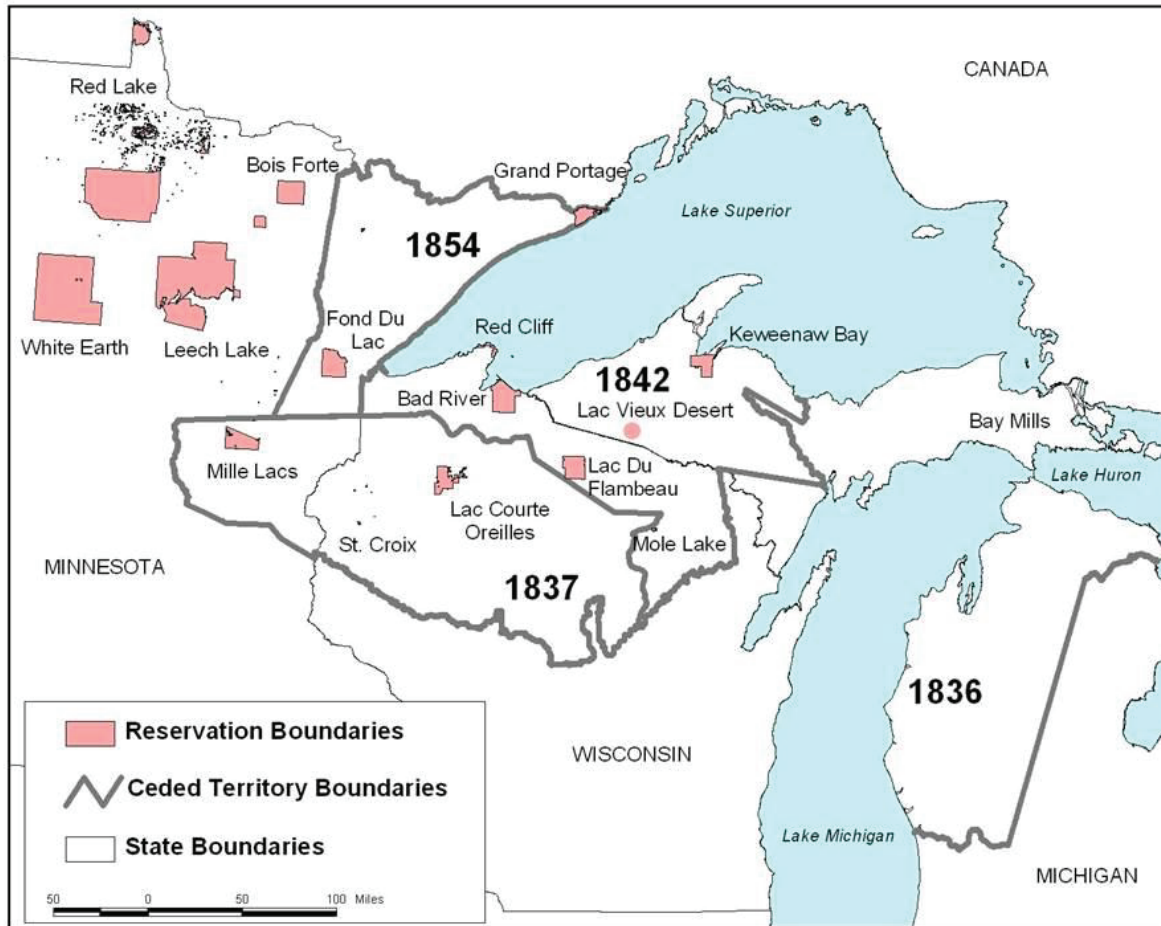 CANADA
Red Lake
Bois Forte
Grand Portage
Lake Superior
1854
White Earth
Leech Lake
Fond Du
Lac
Red Cliff
Keweenaw Bay
1842
Bad River
Lac Vieux Desert
Bay Mills
Mille Lacs
Lac Du
Flambeau
Lake Huron
Lac Courte
Oreilles
St. Croix
Mole Lake
MINNESOTA
1837
1836
WISCONSIN
Lake Michigan
MICHIGAN
Reservation Boundaries
Ceded Territory Boundaries
State Boundaries
50 0 50 100 Miles